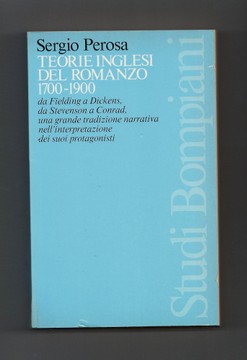 Sergio Perosa
TEORIE INGLESI
DEL ROMANZO
1700-1900
da Fielding a Dickens,
da Stevenson a Conrad,
una grande tradizione narrativa
nell'interpretazione
dei suoi protagonisti
Studi Bompiani